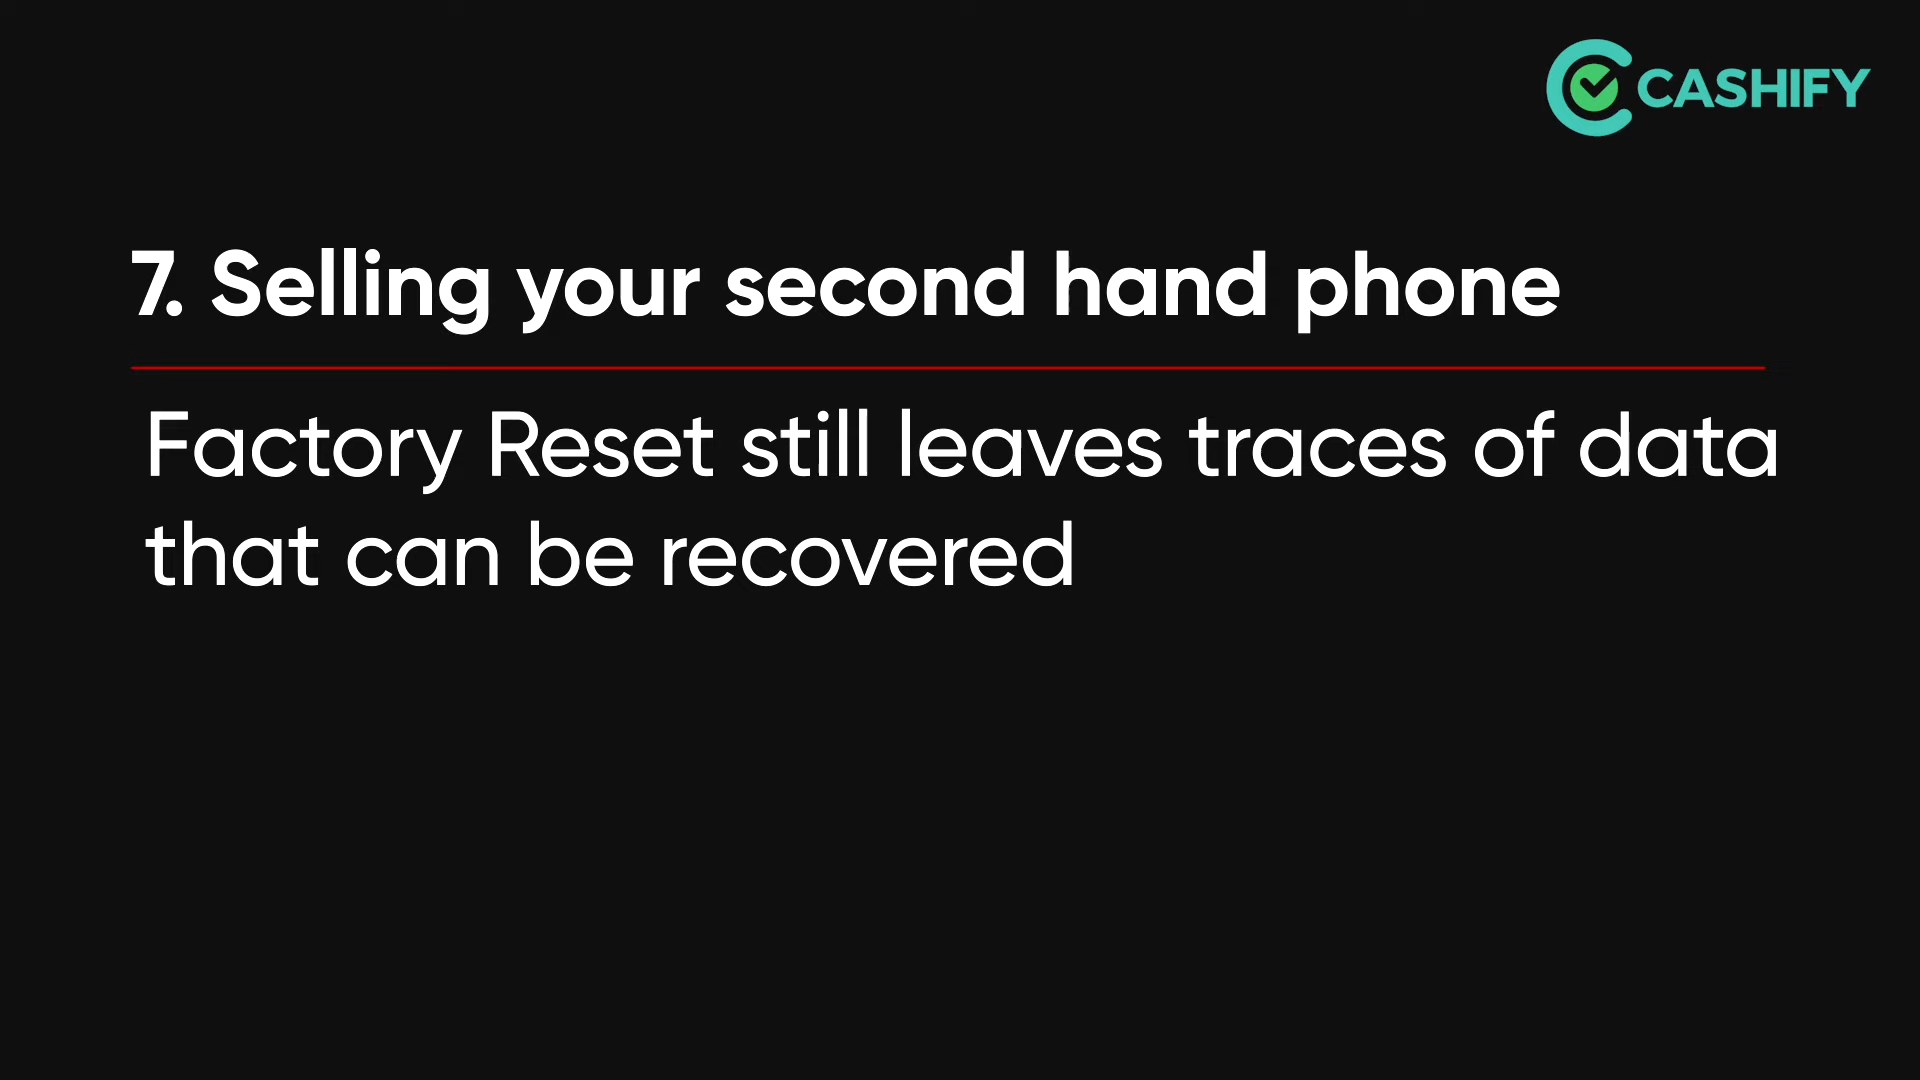 CASHIFY
7. Selling your second hand phone
Factory Reset still leaves traces of data
that can be recovered